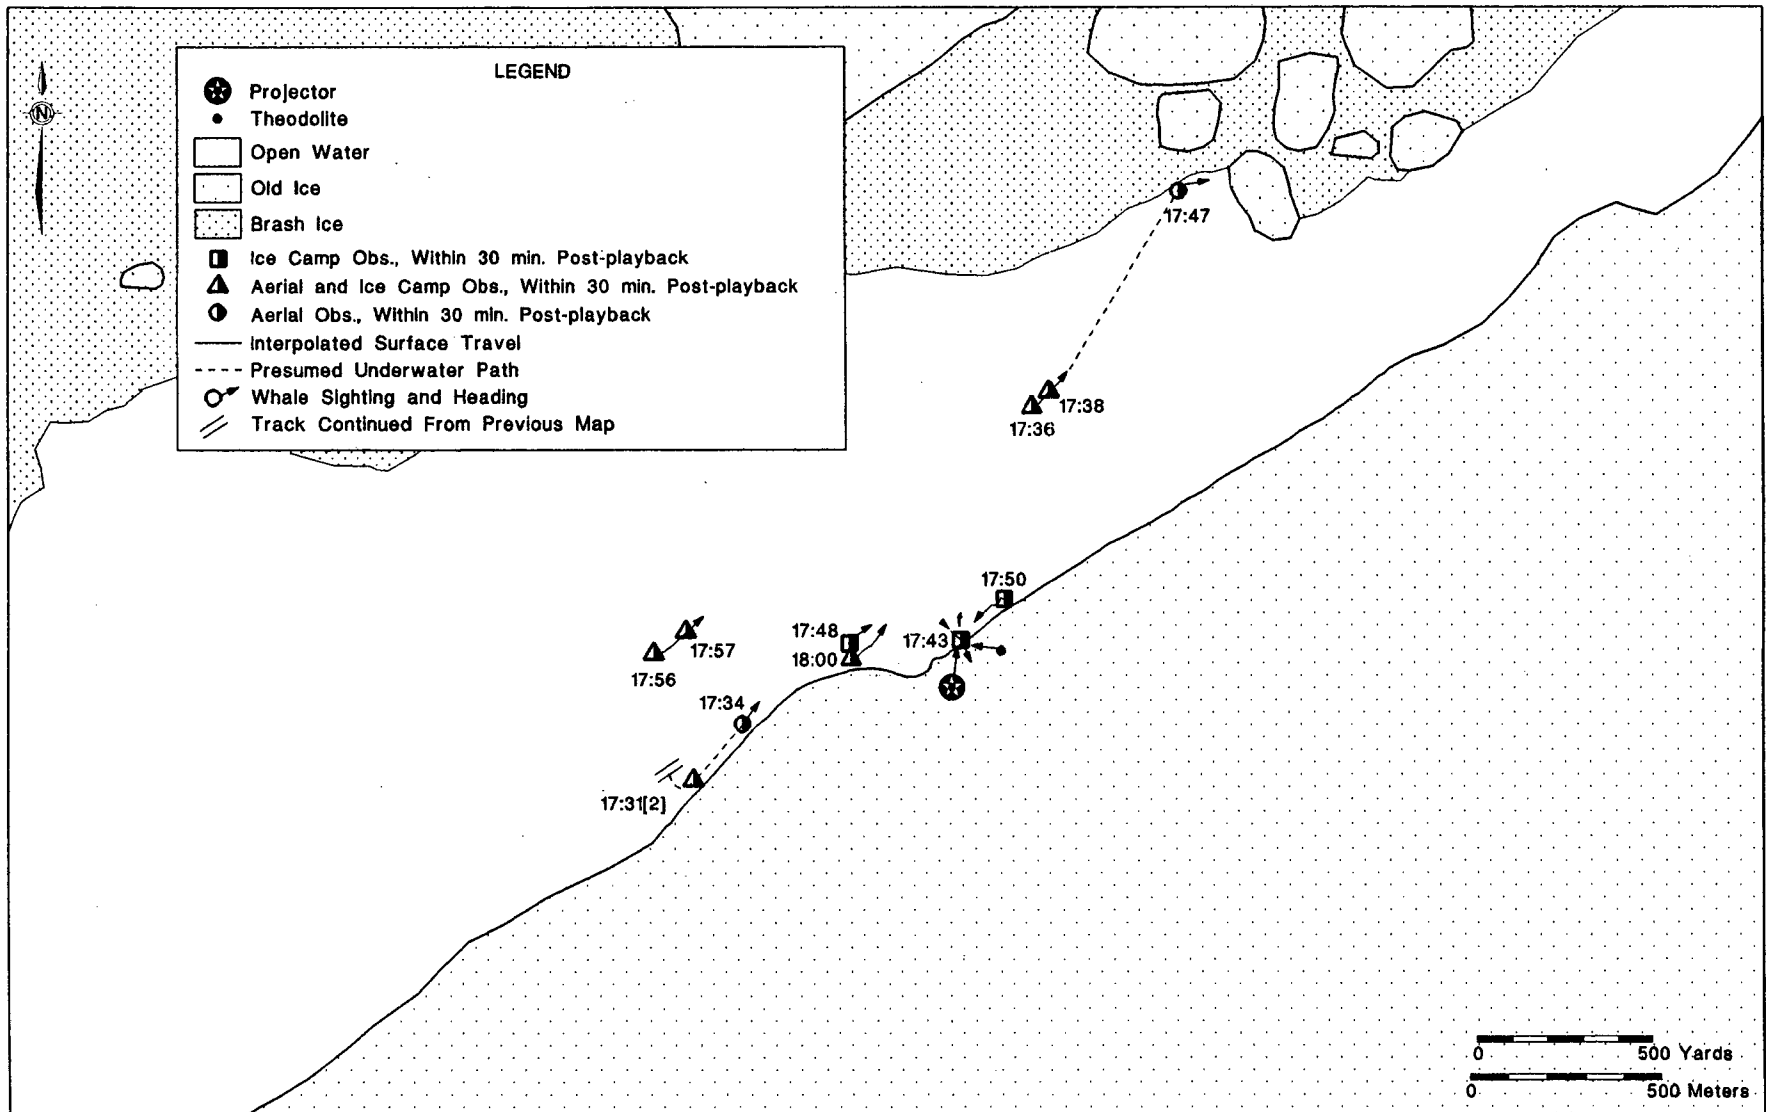 LEGEND
Projector
Theodolite
Open Water
Old Ice
Brash Ice
Ice Camp Obs., Within 30 min. Post-playback
Aerial and Ice Camp Obs., Within 30 min. Post-playback
Aerial Obs., Within 30 min. Post-playback
Interpolated Surface Travel
Presumed Underwater Path
Whale Sighting and Heading
Track Continued From Previous Map
N
17:47
17:38
17:36
17:50
17:48
17:43
18:00
17:57
17:56
17:34
17:31[2]
0 500 Yards
0 500 Meters